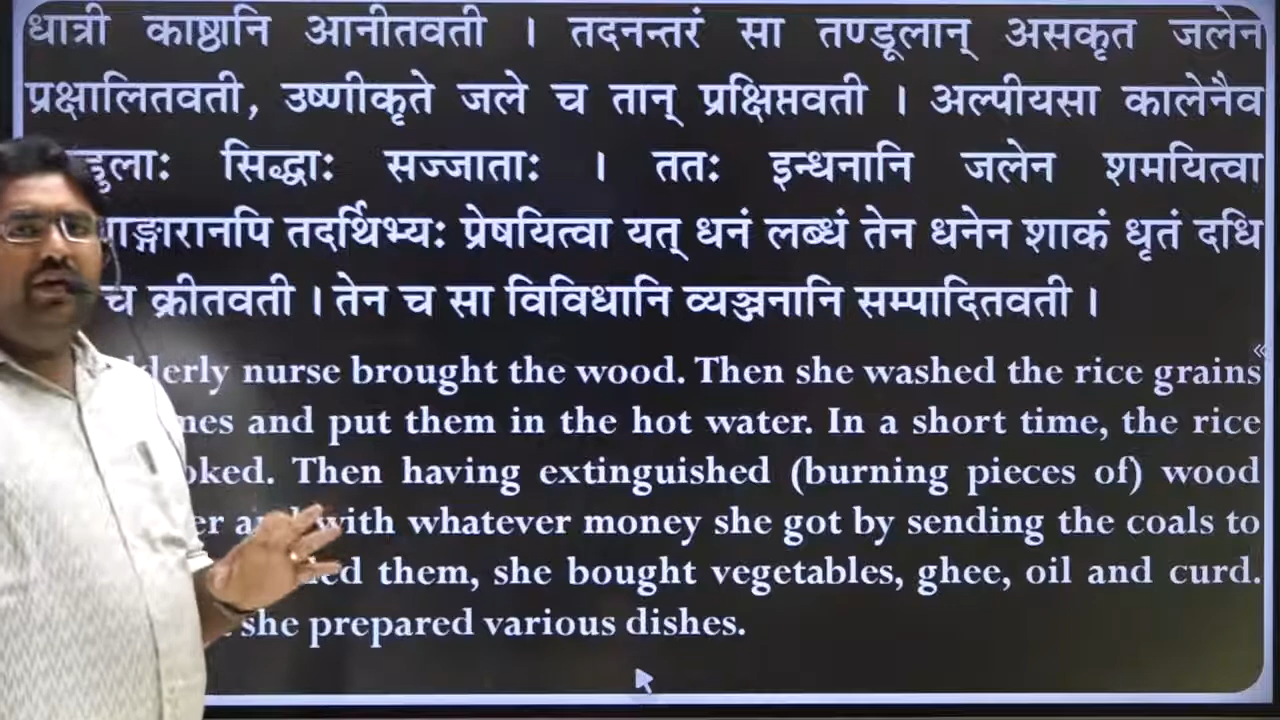 धात्री काष्ठानि आनीतवती । तदनन्तरं सा तण्डूलान् असकृत जलेन
प्रक्षालितवती, उष्णीकृते जले च तान् प्रक्षिप्तवती । अल्पीयसा कालेनैव
सिद्धाः सज्जाताः । ततः इन्धनानि जलेन शमयित्वा
तदर्थिभ्यः प्रेषयित्वा यत् धनं लब्धं तेन धनेन शाकं धृतं दधि
च क्रीतवती । तेन च सा विविधानि व्यञ्जनानि सम्पादितवती ।
«
nurse brought the wood. Then she washed the rice grains
and put them in the hot water. In a short time, the rice
Then having extinguished (burning pieces of) wood
with whatever money she got by sending the coals to
them, she bought vegetables, ghee, oil and curd.
she prepared various dishes.